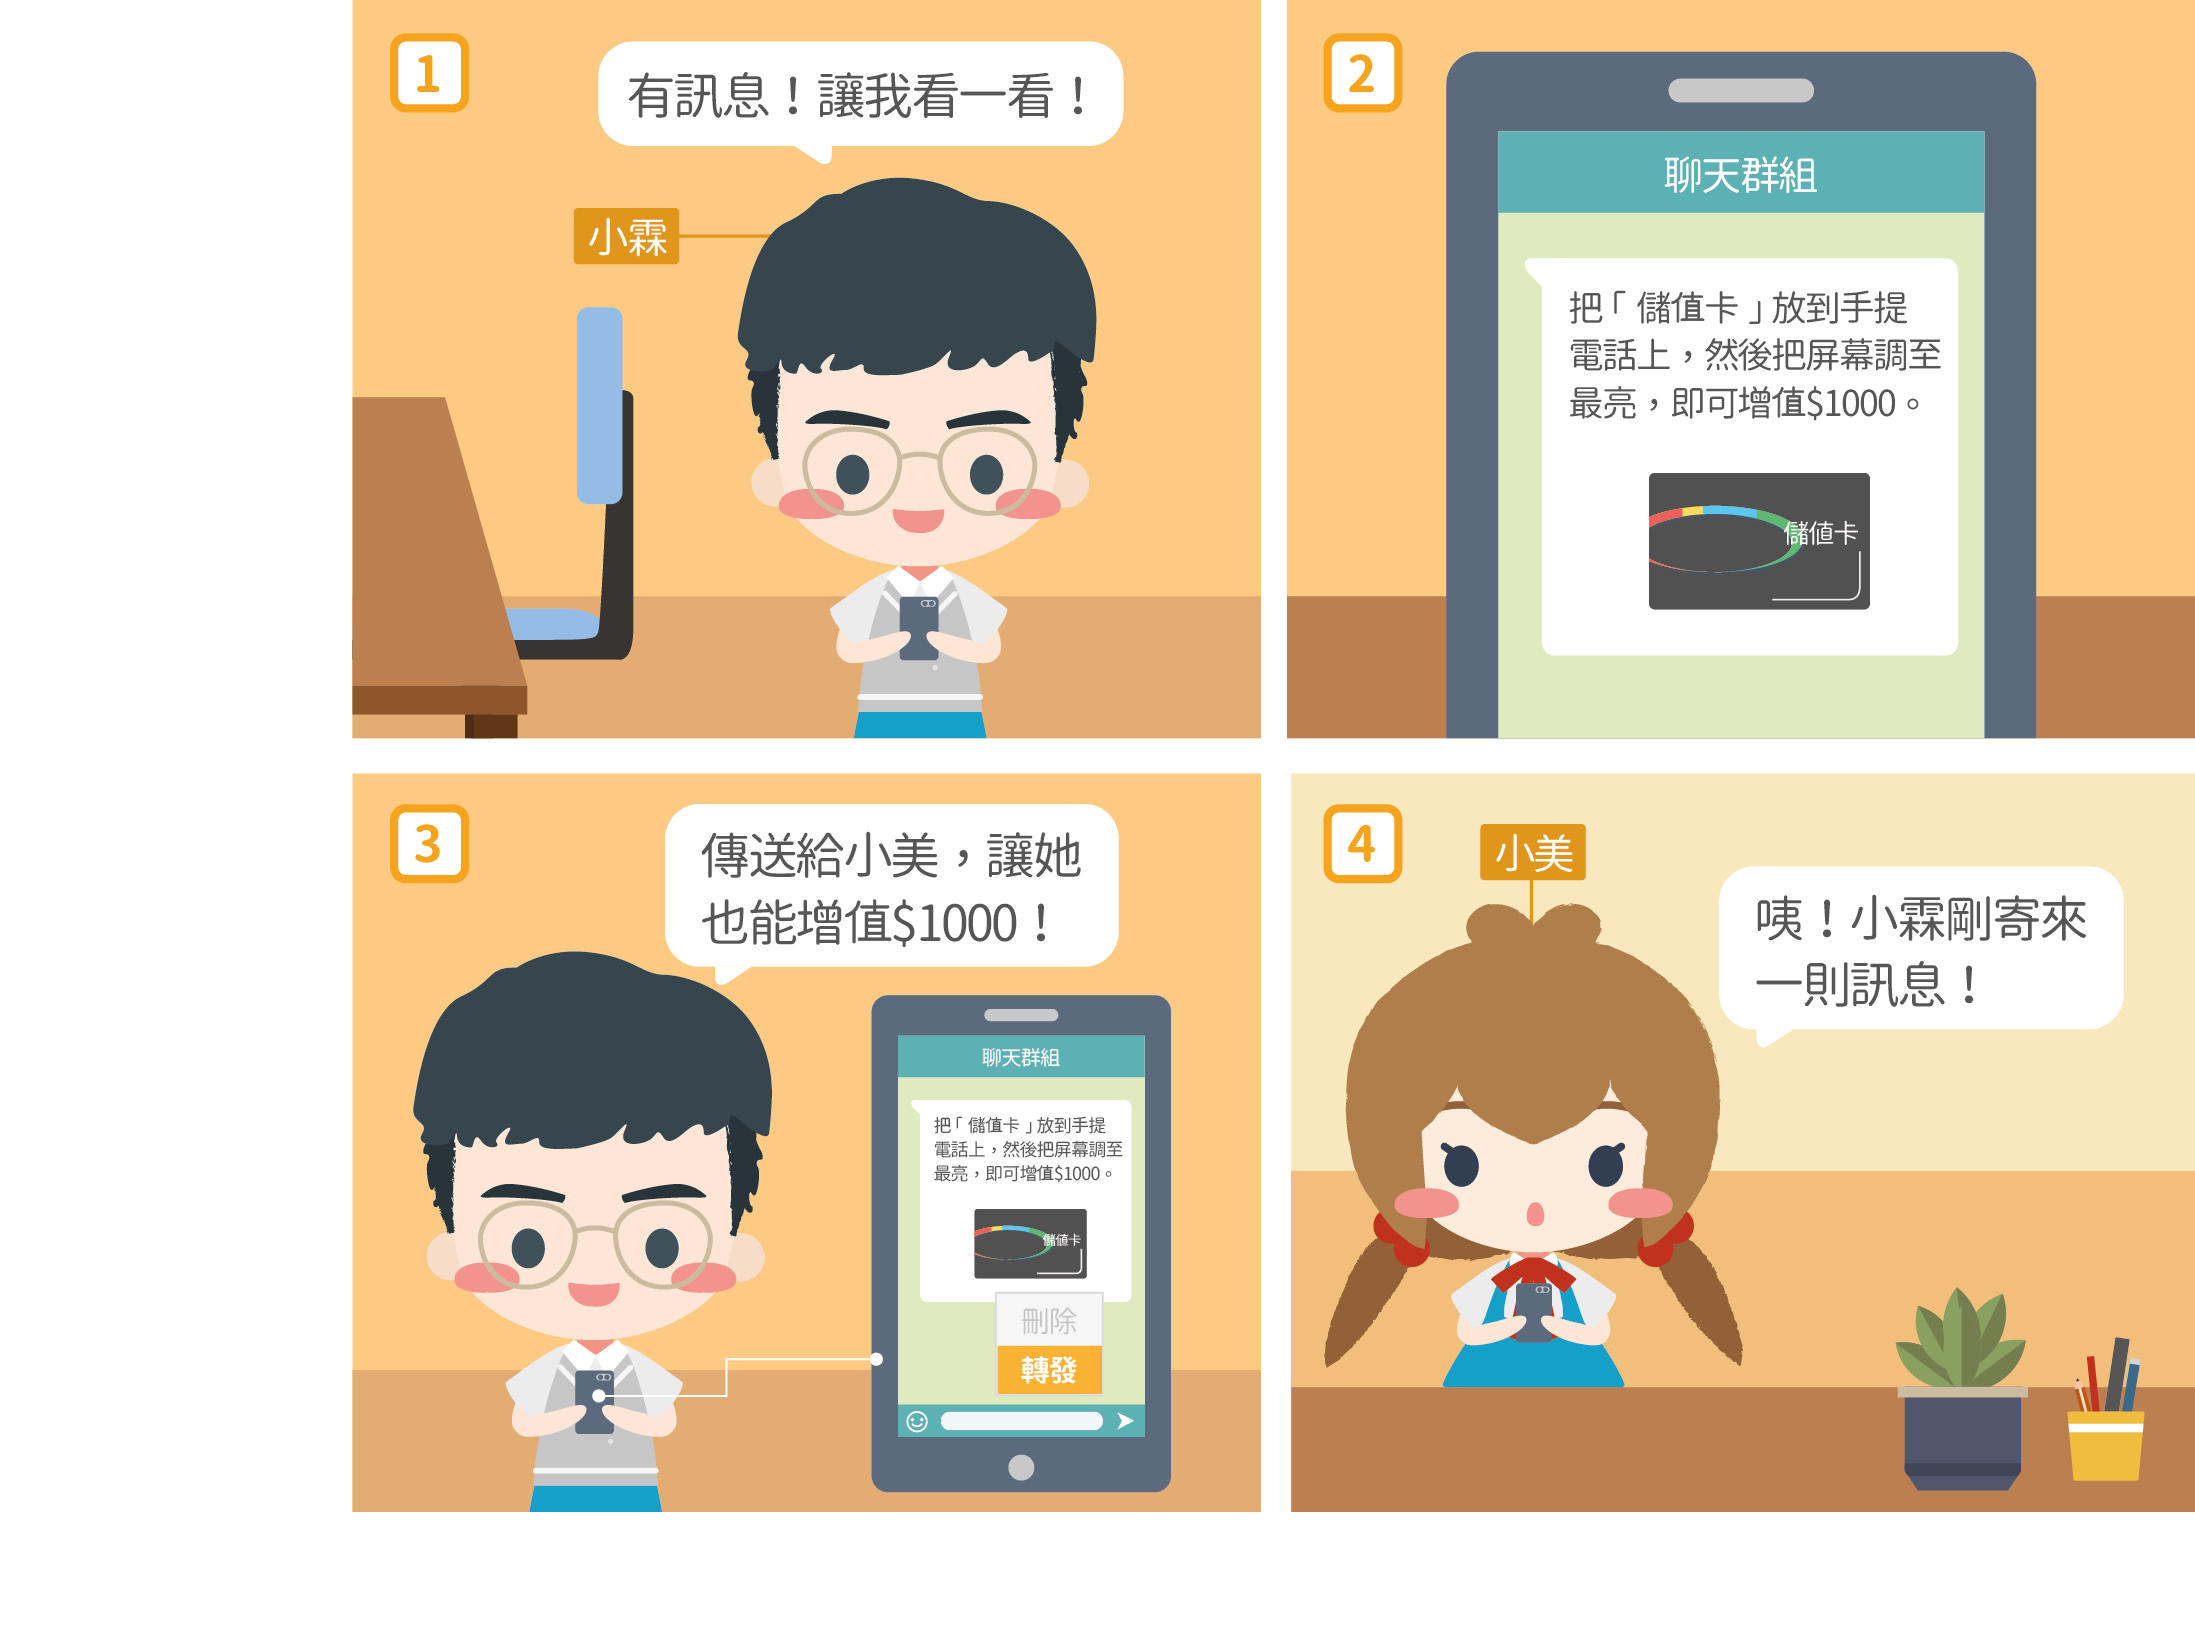 1
有訊息！讓我看一看！
小霖
2
聊天群組
把「儲值卡」放到手提
電話上，然後把屏幕調至
最亮，即可增值$1000。
儲值卡
3
傳送給小美，讓她
也能增值$1000！
聊天群組
把「儲值卡」放到手提
電話上，然後把屏幕調至
最亮，即可增值$1000。
儲值卡
刪除
轉發
4
小美
咦！小霖剛寄來
一則訊息！